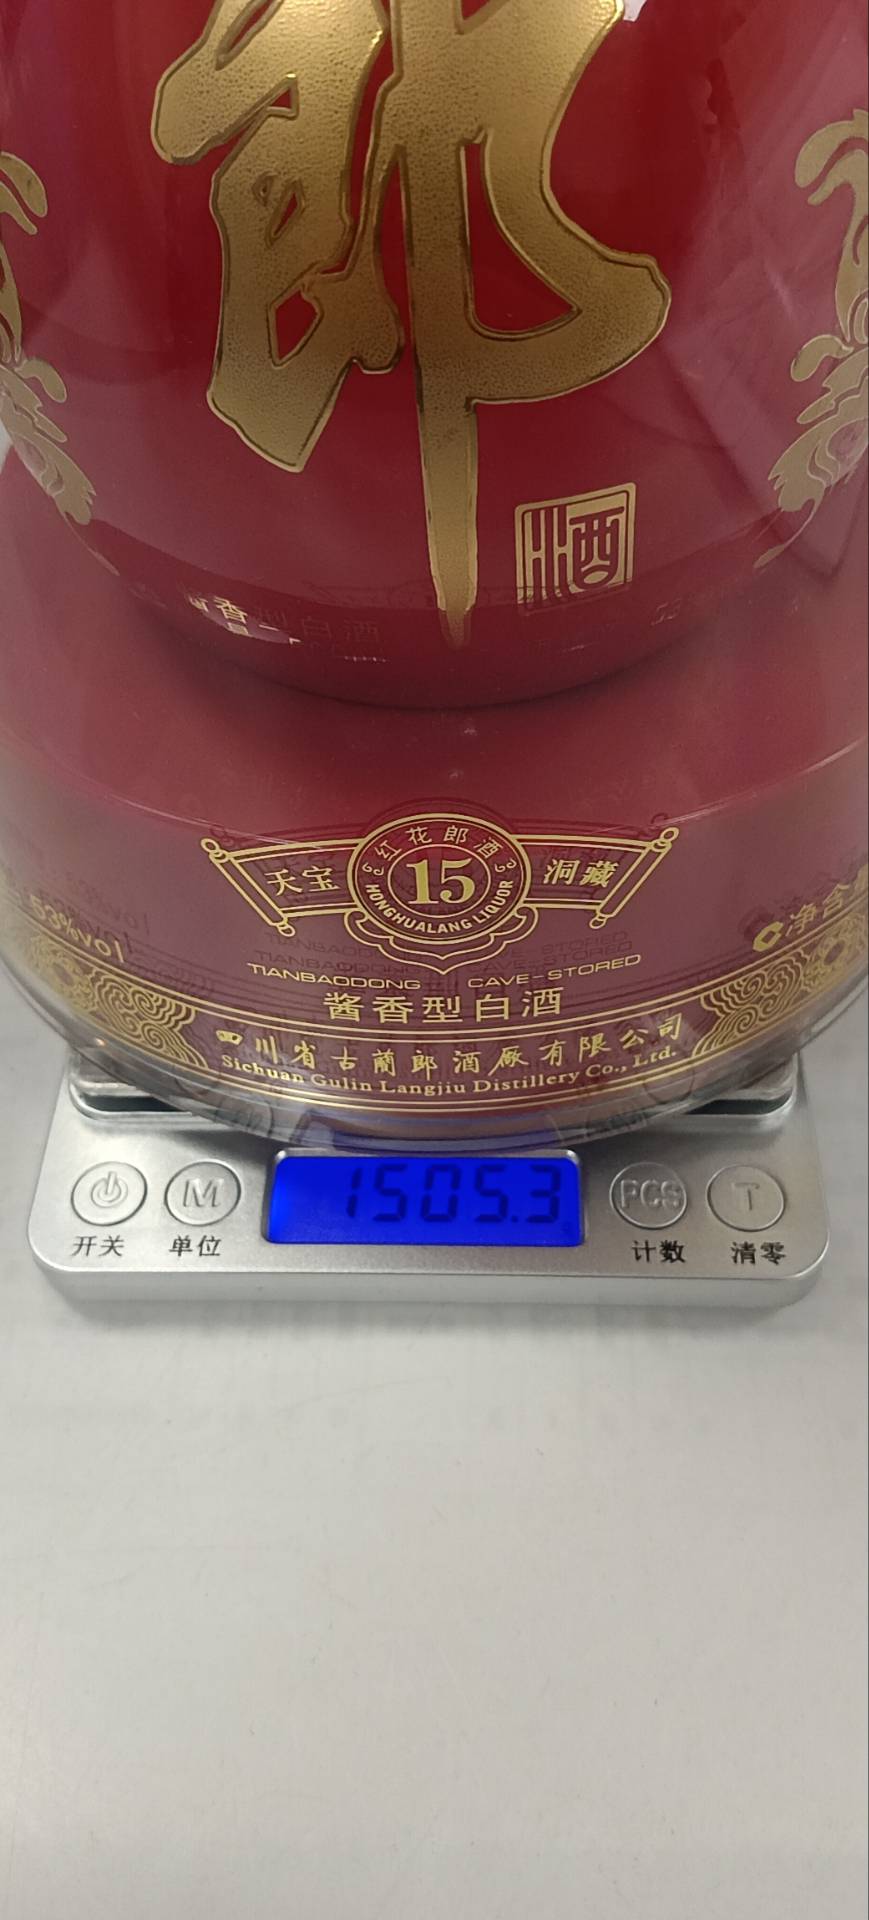 郎
酒
香型白酒
红花郎酒
天宝
15
洞藏
HONGHUALANG LIQUOR
53%vol
净含量
TIANBAODONG CAVE-STORED
酱香型白酒
四川省古蔺郎酒厰有限公司
Sichuan Gulin Langjiu Distillery Co., Ltd.
M
1505.3
PCS
T
开关
单位
计数
清零